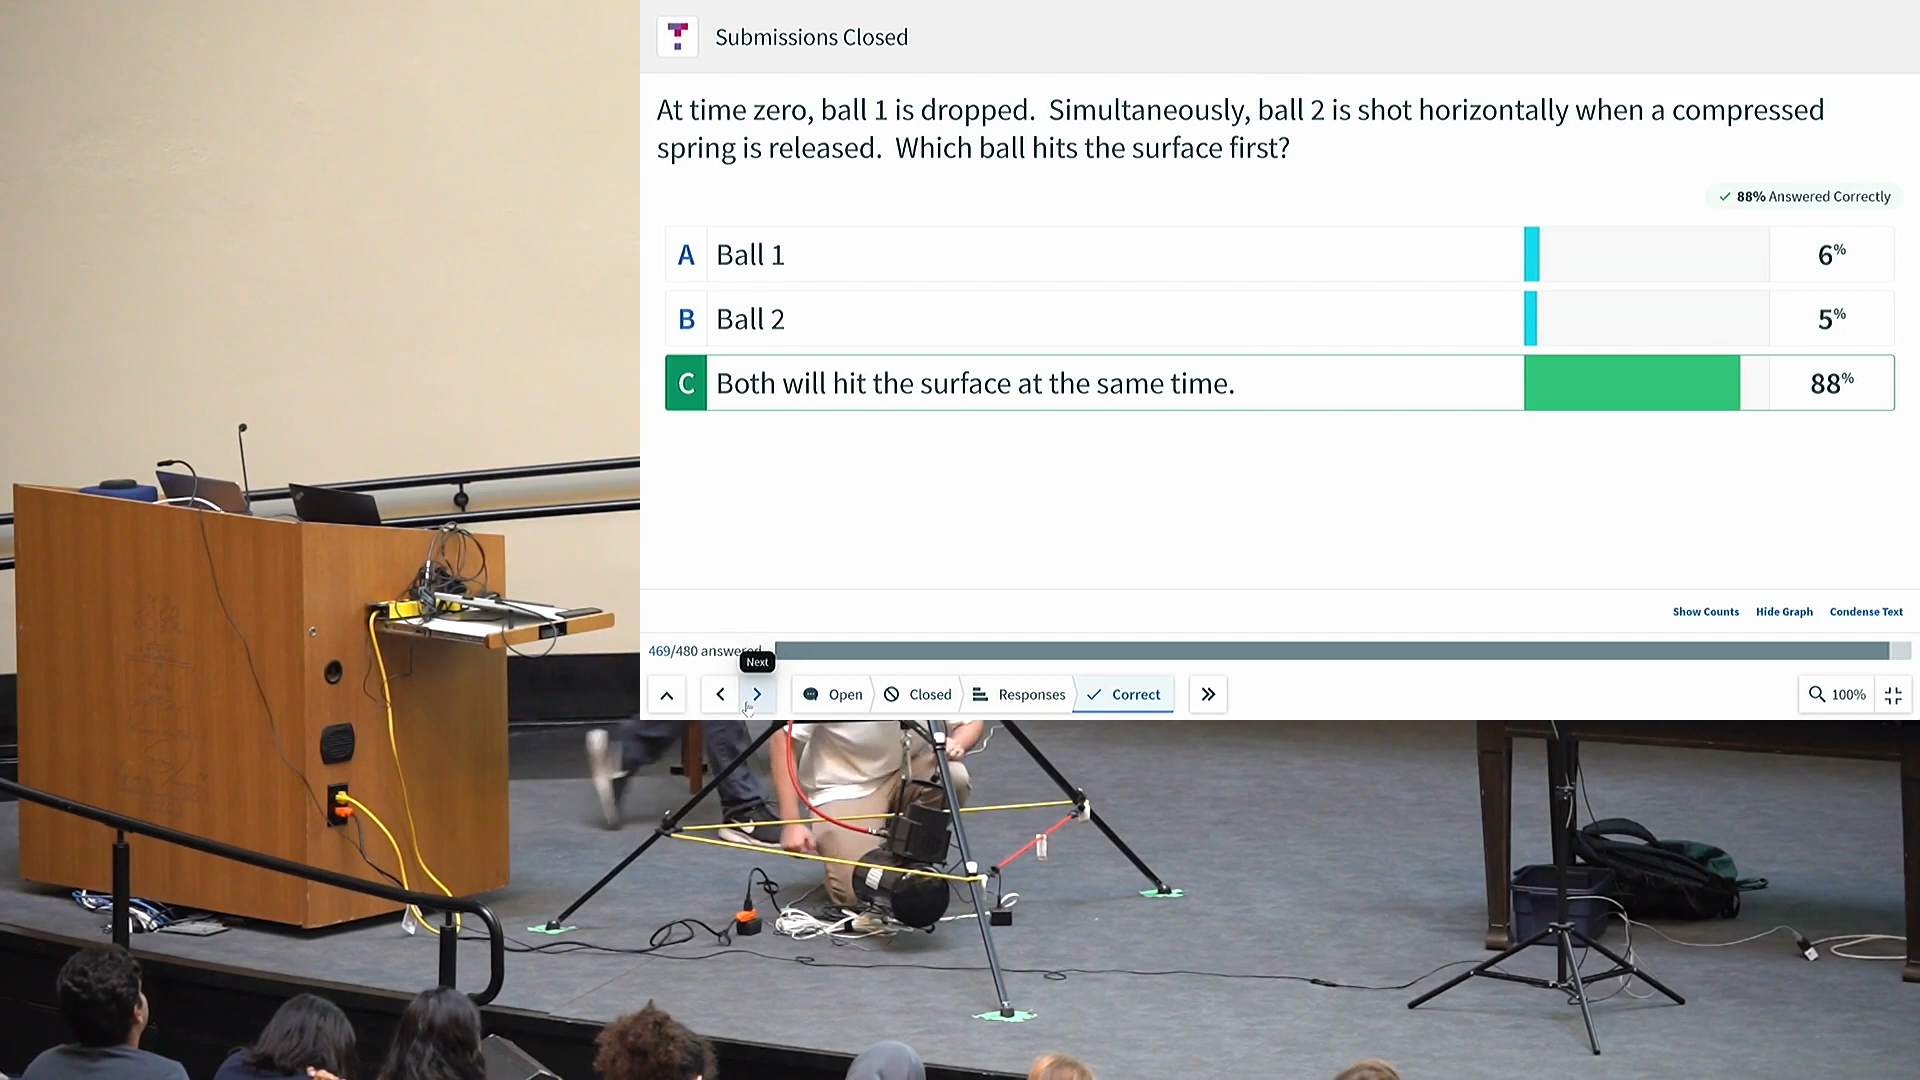 Submissions Closed
At time zero, ball 1 is dropped. Simultaneously, ball 2 is shot horizontally when a compressed
spring is released. Which ball hits the surface first?
88% Answered Correctly
A Ball 1 6%
B Ball 2 5%
C Both will hit the surface at the same time. 88%
Show Counts Hide Graph Condense Text
469/480 answered
Next
Open Closed Responses Correct 100%